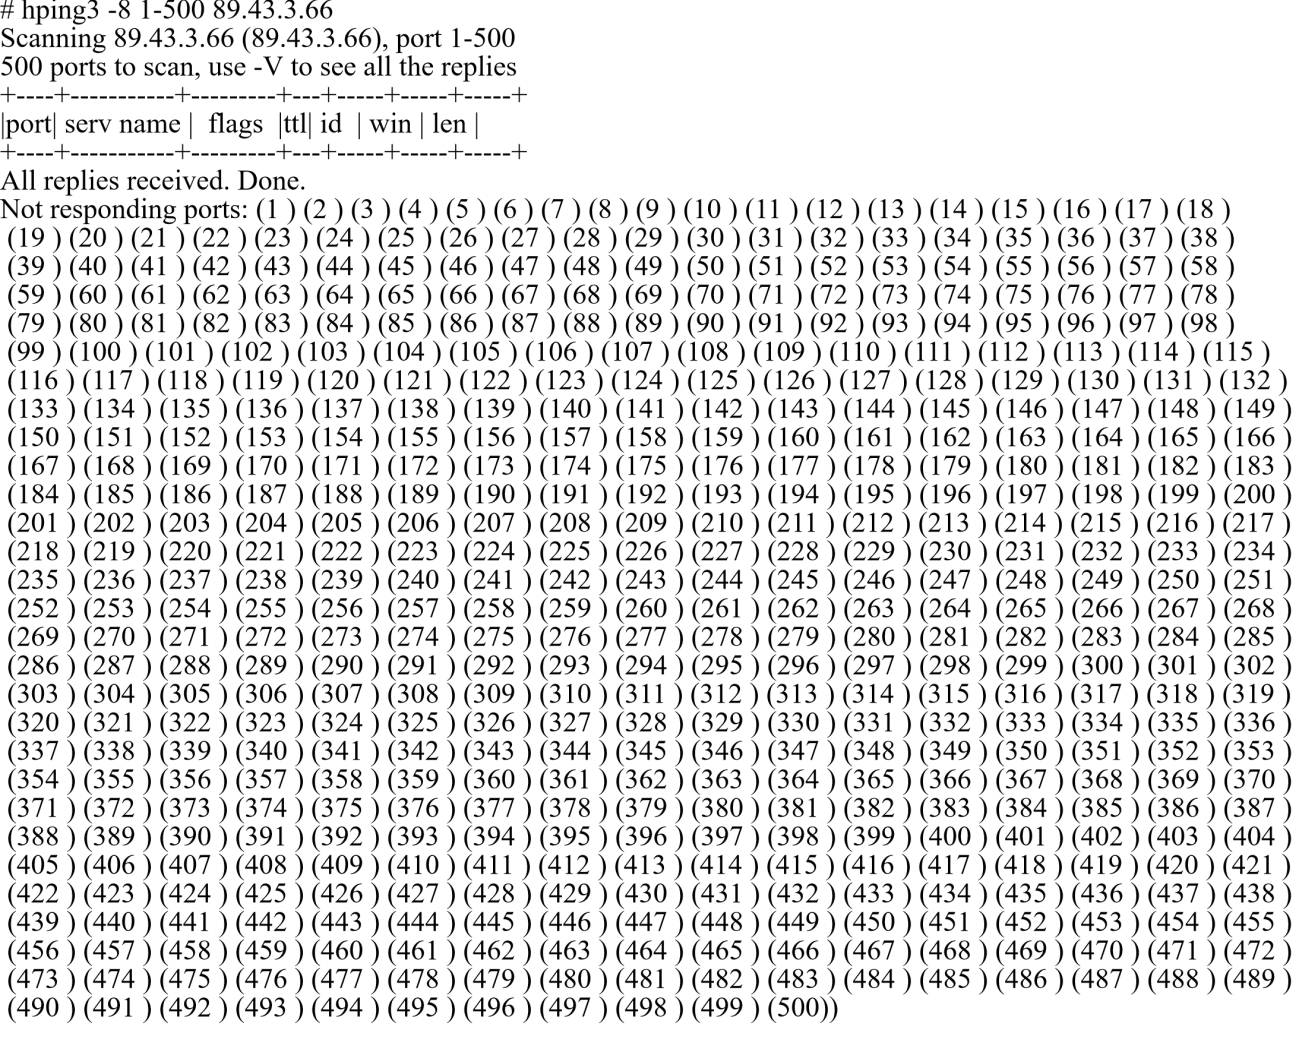 # hping3 -8 1-500 89.43.3.66
Scanning 89.43.3.66 (89.43.3.66), port 1-500
500 ports to scan, use -V to see all the replies
+----+-----------+---------+---+-----+-----+-----+
|port| serv name |  flags  |ttl| id  | win | len |
+----+-----------+---------+---+-----+-----+-----+
All replies received. Done.
Not responding ports: (1 ) (2 ) (3 ) (4 ) (5 ) (6 ) (7 ) (8 ) (9 ) (10 ) (11 ) (12 ) (13 ) (14 ) (15 ) (16 ) (17 ) (18 )
(19 ) (20 ) (21 ) (22 ) (23 ) (24 ) (25 ) (26 ) (27 ) (28 ) (29 ) (30 ) (31 ) (32 ) (33 ) (34 ) (35 ) (36 ) (37 ) (38 )
(39 ) (40 ) (41 ) (42 ) (43 ) (44 ) (45 ) (46 ) (47 ) (48 ) (49 ) (50 ) (51 ) (52 ) (53 ) (54 ) (55 ) (56 ) (57 ) (58 )
(59 ) (60 ) (61 ) (62 ) (63 ) (64 ) (65 ) (66 ) (67 ) (68 ) (69 ) (70 ) (71 ) (72 ) (73 ) (74 ) (75 ) (76 ) (77 ) (78 )
(79 ) (80 ) (81 ) (82 ) (83 ) (84 ) (85 ) (86 ) (87 ) (88 ) (89 ) (90 ) (91 ) (92 ) (93 ) (94 ) (95 ) (96 ) (97 ) (98 )
(99 ) (100 ) (101 ) (102 ) (103 ) (104 ) (105 ) (106 ) (107 ) (108 ) (109 ) (110 ) (111 ) (112 ) (113 ) (114 ) (115 )
(116 ) (117 ) (118 ) (119 ) (120 ) (121 ) (122 ) (123 ) (124 ) (125 ) (126 ) (127 ) (128 ) (129 ) (130 ) (131 ) (132 )
(133 ) (134 ) (135 ) (136 ) (137 ) (138 ) (139 ) (140 ) (141 ) (142 ) (143 ) (144 ) (145 ) (146 ) (147 ) (148 ) (149 )
(150 ) (151 ) (152 ) (153 ) (154 ) (155 ) (156 ) (157 ) (158 ) (159 ) (160 ) (161 ) (162 ) (163 ) (164 ) (165 ) (166 )
(167 ) (168 ) (169 ) (170 ) (171 ) (172 ) (173 ) (174 ) (175 ) (176 ) (177 ) (178 ) (179 ) (180 ) (181 ) (182 ) (183 )
(184 ) (185 ) (186 ) (187 ) (188 ) (189 ) (190 ) (191 ) (192 ) (193 ) (194 ) (195 ) (196 ) (197 ) (198 ) (199 ) (200 )
(201 ) (202 ) (203 ) (204 ) (205 ) (206 ) (207 ) (208 ) (209 ) (210 ) (211 ) (212 ) (213 ) (214 ) (215 ) (216 ) (217 )
(218 ) (219 ) (220 ) (221 ) (222 ) (223 ) (224 ) (225 ) (226 ) (227 ) (228 ) (229 ) (230 ) (231 ) (232 ) (233 ) (234 )
(235 ) (236 ) (237 ) (238 ) (239 ) (240 ) (241 ) (242 ) (243 ) (244 ) (245 ) (246 ) (247 ) (248 ) (249 ) (250 ) (251 )
(252 ) (253 ) (254 ) (255 ) (256 ) (257 ) (258 ) (259 ) (260 ) (261 ) (262 ) (263 ) (264 ) (265 ) (266 ) (267 ) (268 )
(269 ) (270 ) (271 ) (272 ) (273 ) (274 ) (275 ) (276 ) (277 ) (278 ) (279 ) (280 ) (281 ) (282 ) (283 ) (284 ) (285 )
(286 ) (287 ) (288 ) (289 ) (290 ) (291 ) (292 ) (293 ) (294 ) (295 ) (296 ) (297 ) (298 ) (299 ) (300 ) (301 ) (302 )
(303 ) (304 ) (305 ) (306 ) (307 ) (308 ) (309 ) (310 ) (311 ) (312 ) (313 ) (314 ) (315 ) (316 ) (317 ) (318 ) (319 )
(320 ) (321 ) (322 ) (323 ) (324 ) (325 ) (326 ) (327 ) (328 ) (329 ) (330 ) (331 ) (332 ) (333 ) (334 ) (335 ) (336 )
(337 ) (338 ) (339 ) (340 ) (341 ) (342 ) (343 ) (344 ) (345 ) (346 ) (347 ) (348 ) (349 ) (350 ) (351 ) (352 ) (353 )
(354 ) (355 ) (356 ) (357 ) (358 ) (359 ) (360 ) (361 ) (362 ) (363 ) (364 ) (365 ) (366 ) (367 ) (368 ) (369 ) (370 )
(371 ) (372 ) (373 ) (374 ) (375 ) (376 ) (377 ) (378 ) (379 ) (380 ) (381 ) (382 ) (383 ) (384 ) (385 ) (386 ) (387 )
(388 ) (389 ) (390 ) (391 ) (392 ) (393 ) (394 ) (395 ) (396 ) (397 ) (398 ) (399 ) (400 ) (401 ) (402 ) (403 ) (404 )
(405 ) (406 ) (407 ) (408 ) (409 ) (410 ) (411 ) (412 ) (413 ) (414 ) (415 ) (416 ) (417 ) (418 ) (419 ) (420 ) (421 )
(422 ) (423 ) (424 ) (425 ) (426 ) (427 ) (428 ) (429 ) (430 ) (431 ) (432 ) (433 ) (434 ) (435 ) (436 ) (437 ) (438 )
(439 ) (440 ) (441 ) (442 ) (443 ) (444 ) (445 ) (446 ) (447 ) (448 ) (449 ) (450 ) (451 ) (452 ) (453 ) (454 ) (455 )
(456 ) (457 ) (458 ) (459 ) (460 ) (461 ) (462 ) (463 ) (464 ) (465 ) (466 ) (467 ) (468 ) (469 ) (470 ) (471 ) (472 )
(473 ) (474 ) (475 ) (476 ) (477 ) (478 ) (479 ) (480 ) (481 ) (482 ) (483 ) (484 ) (485 ) (486 ) (487 ) (488 ) (489 )
(490 ) (491 ) (492 ) (493 ) (494 ) (495 ) (496 ) (497 ) (498 ) (499 ) (500))